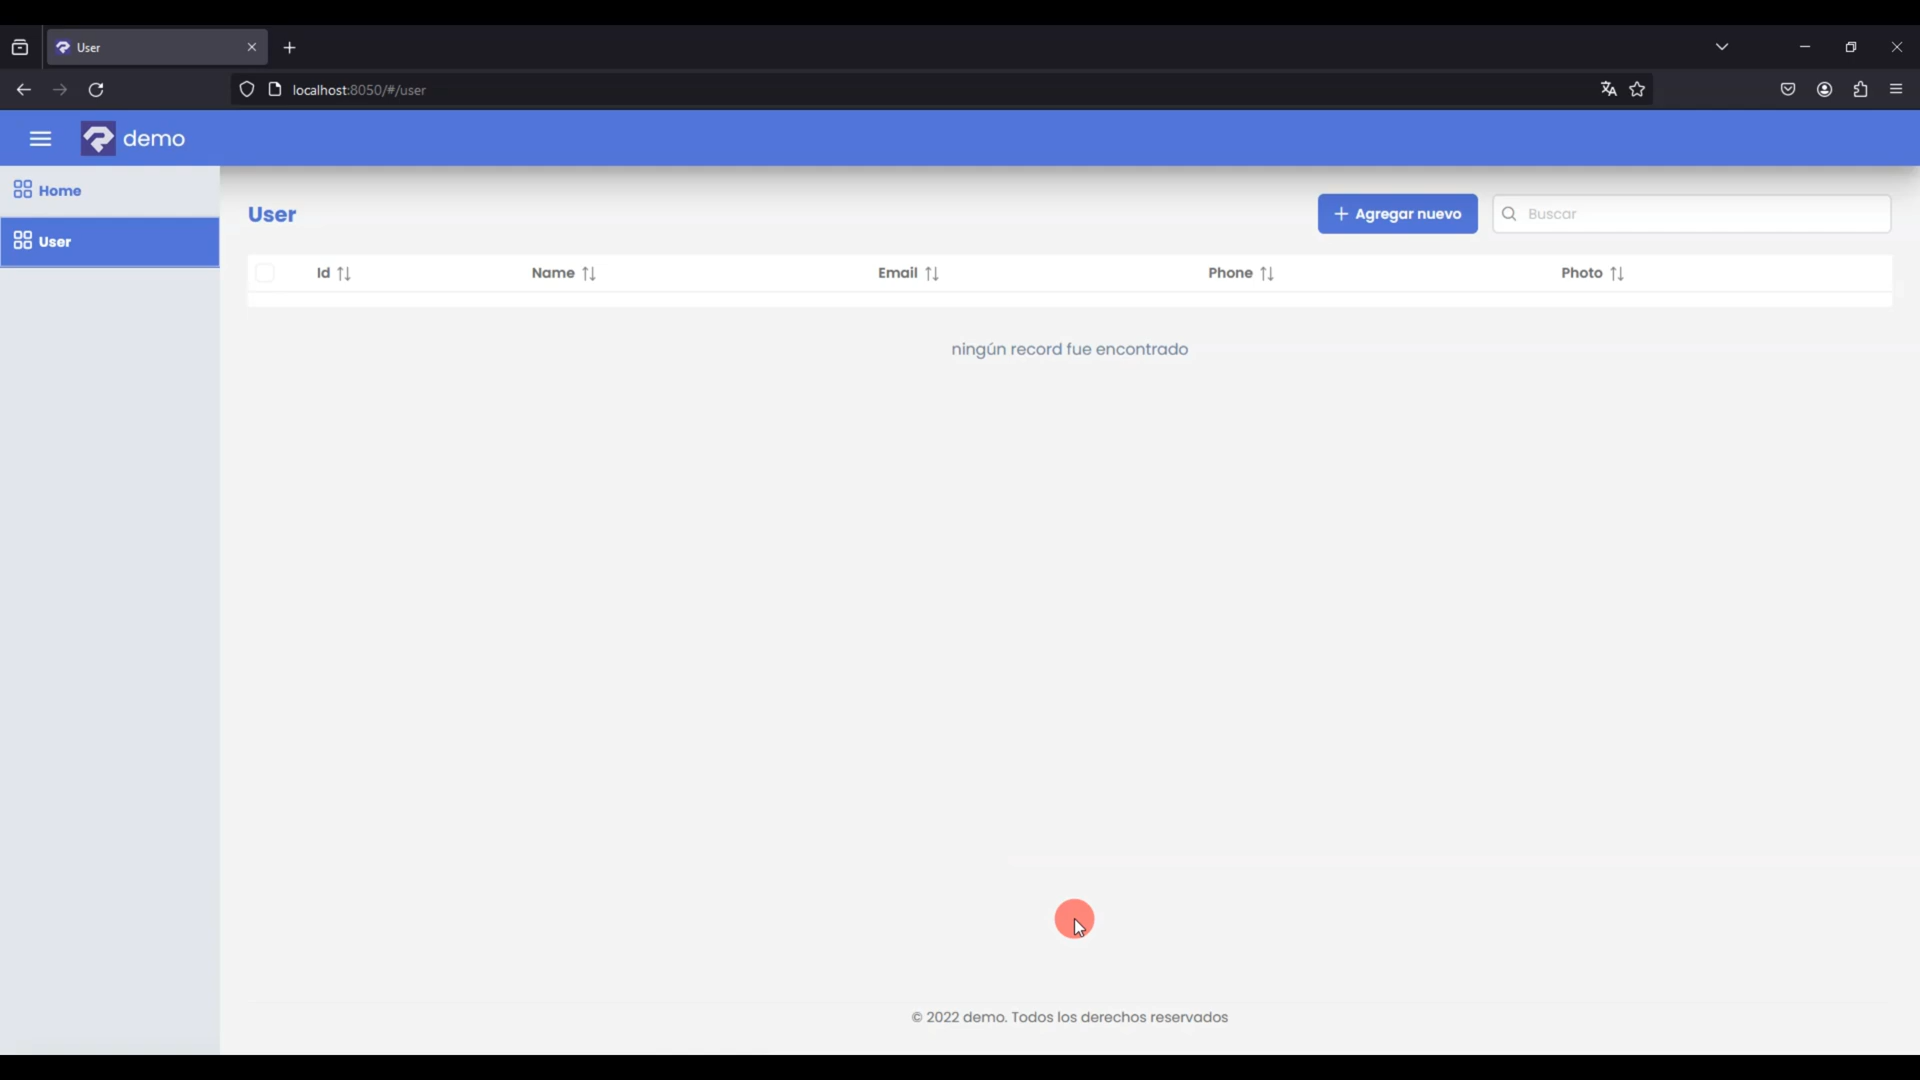 User
localhost:8050/#/user
demo
Home
User
User
Agregar nuevo
Buscar
Id
Name
Email
Phone
Photo
ningún record fue encontrado
© 2022 demo. Todos los derechos reservados